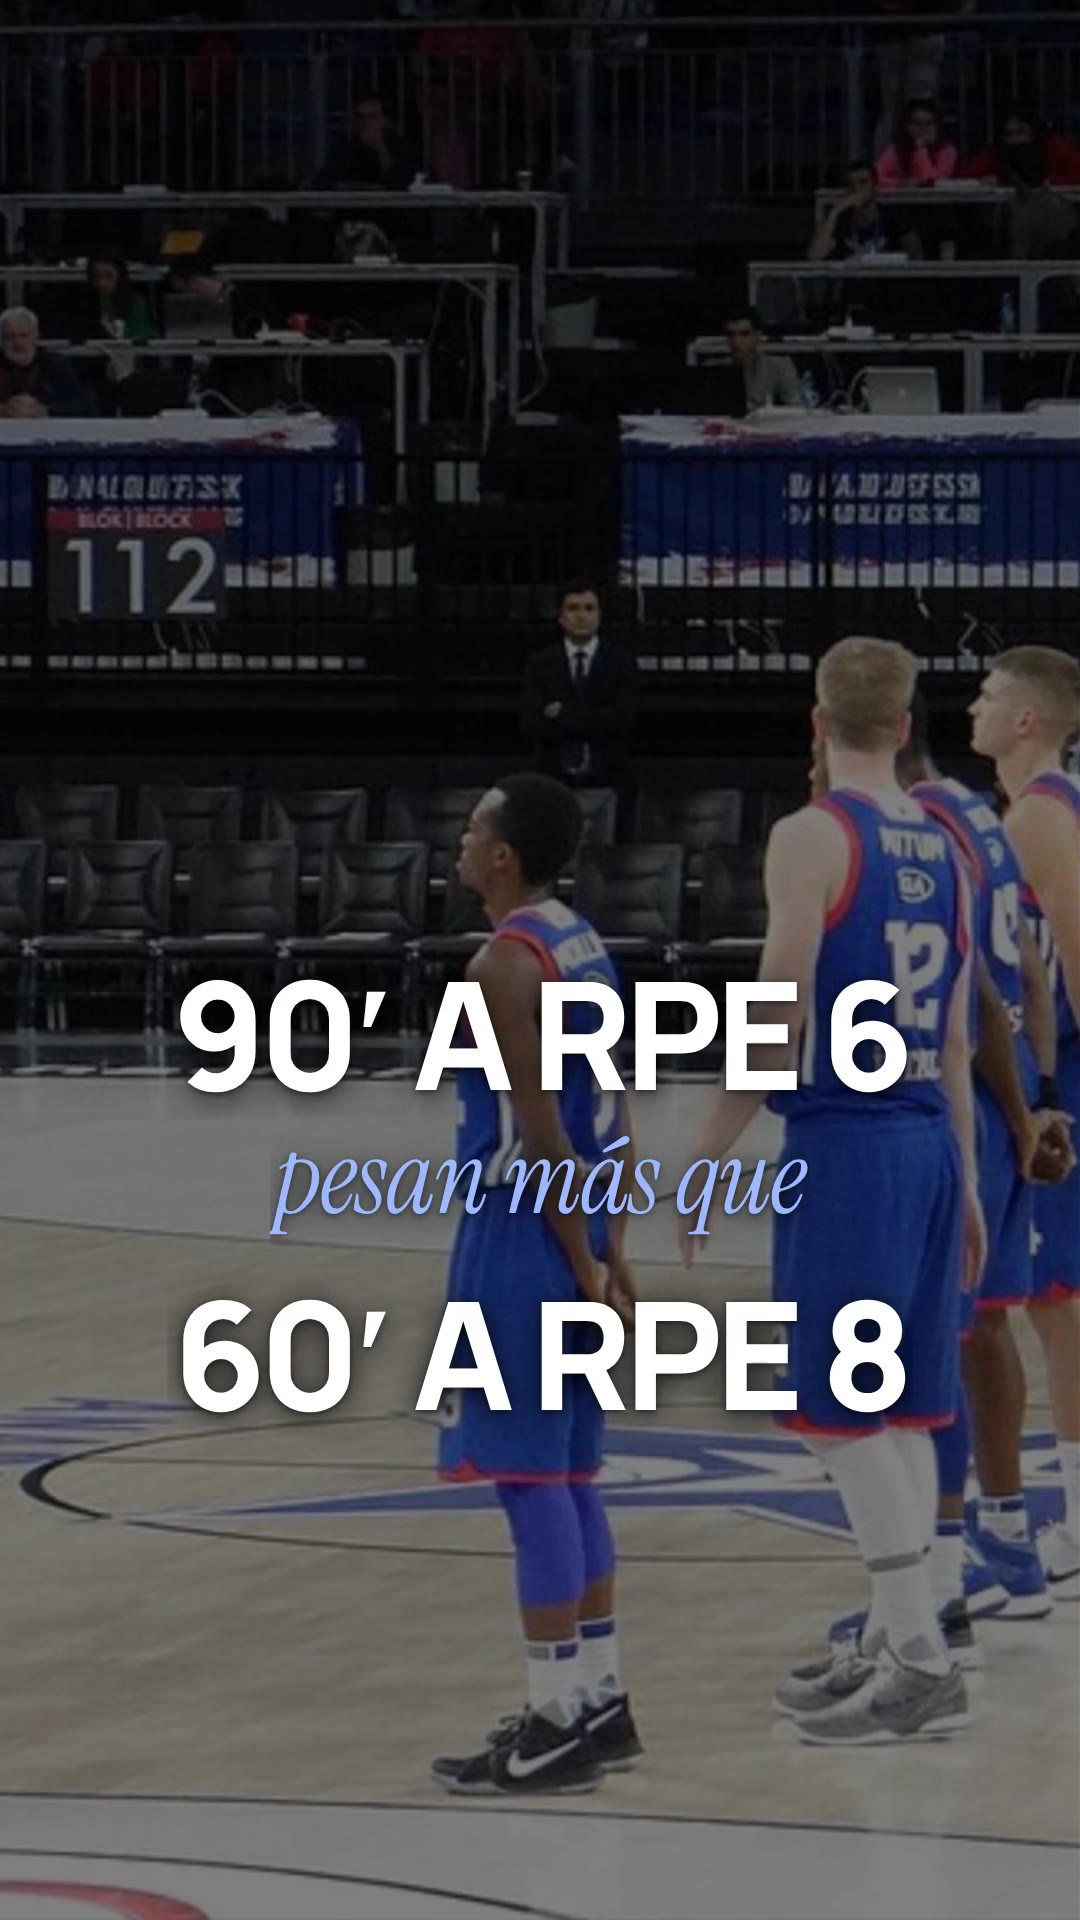 BLOK | BLOCK
112
12
90′ A RPE 6
pesan más que
60′ A RPE 8